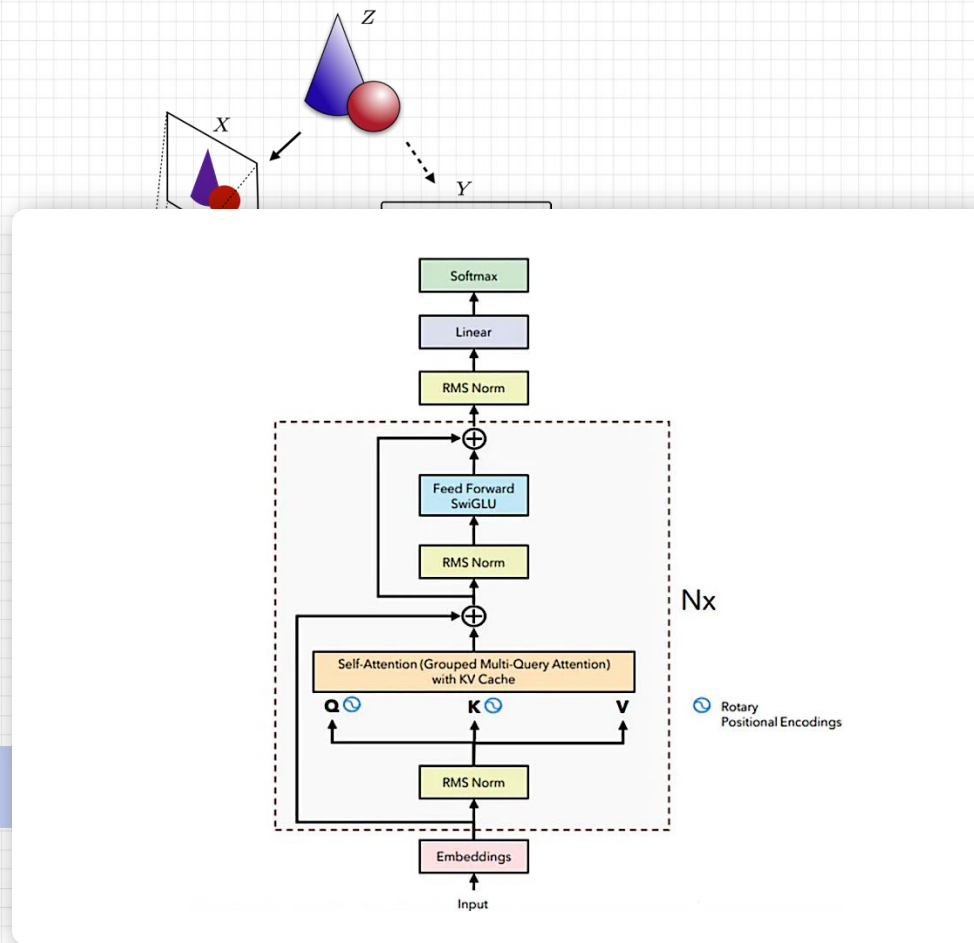 Z
X
Y
Softmax
Linear
RMS Norm
Feed Forward
SwiGLU
RMS Norm
Nx
Self-Attention (Grouped Multi-Query Attention)
with KV Cache
Q K V
Rotary
Positional Encodings
RMS Norm
Embeddings
Input